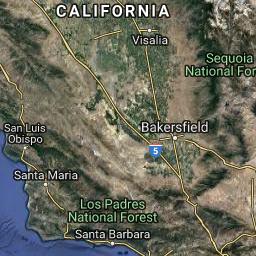 CALIFORNIA
Visalia
Sequoia
National For
Bakersfield
San Luis
Obispo
5
Santa Maria
Los Padres
National Forest
Santa Barbara